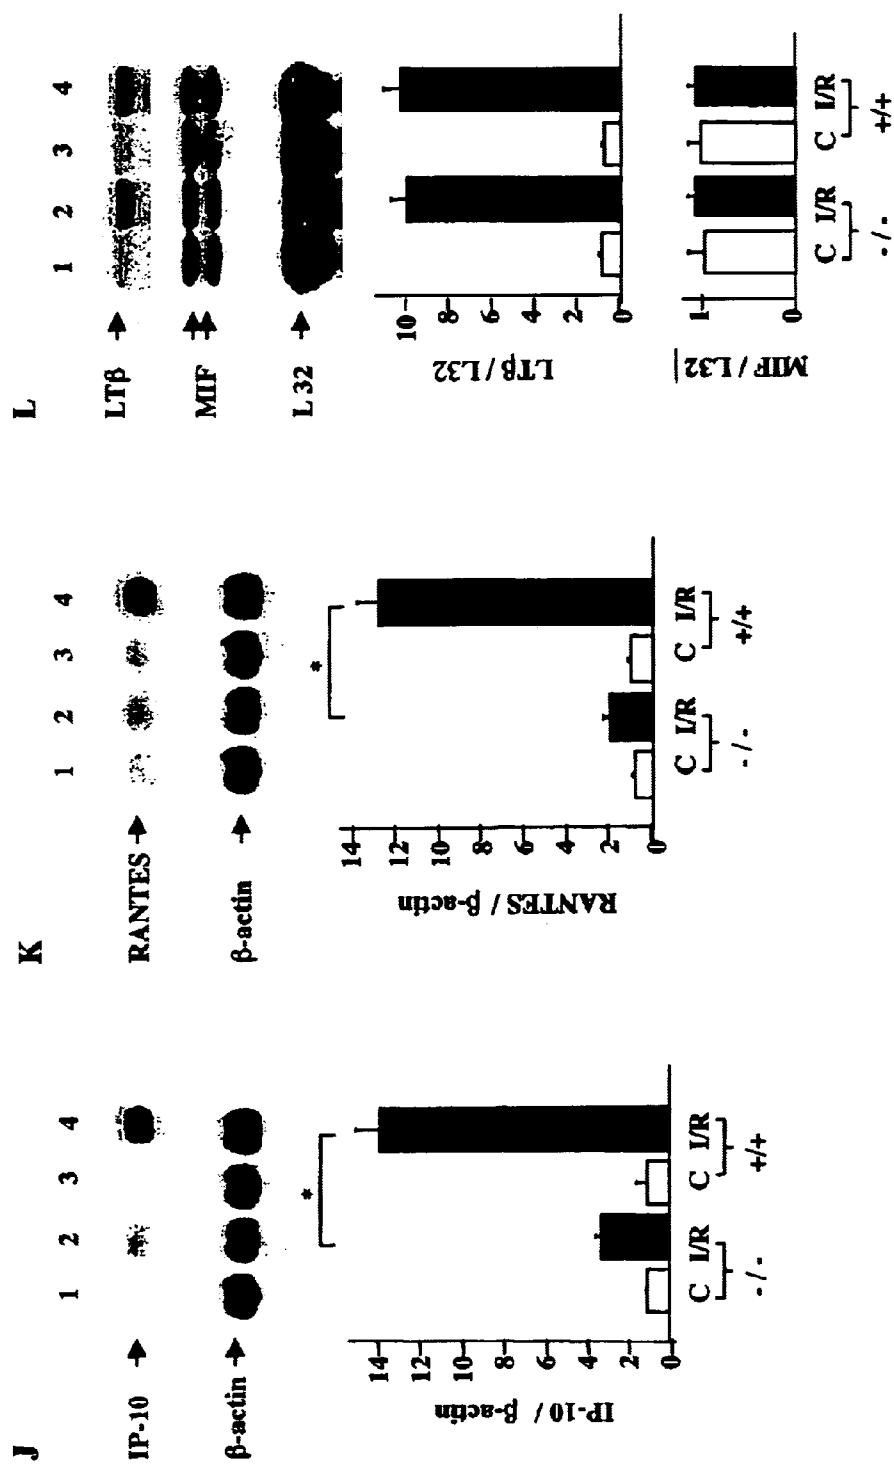 J
1 2 3 4
IP-10
β-actin
*
IP-10 / β-actin
14
12
10
8
6
4
2
0
C I/R C I/R
-/- +/+
K
1 2 3 4
RANTES
β-actin
*
RANTES / β-actin
14
12
10
8
6
4
2
0
C I/R C I/R
-/- +/+
L
1 2 3 4
LTβ
MIF
L 32
LTβ / L32
10
8
6
4
2
0
MIF / L32
1
0
C I/R C I/R
-/- +/+